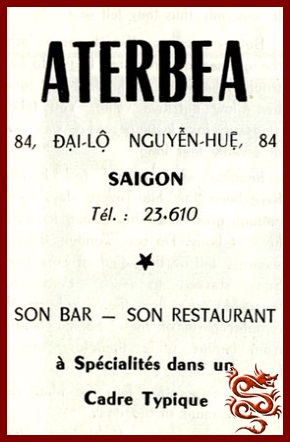 ATERBEA
84, ĐẠI-LỘ NGUYỄN-HUỆ, 84
SAIGON
Tél. : 23.610
SON BAR — SON RESTAURANT
à Spécialités dans un
Cadre Typique